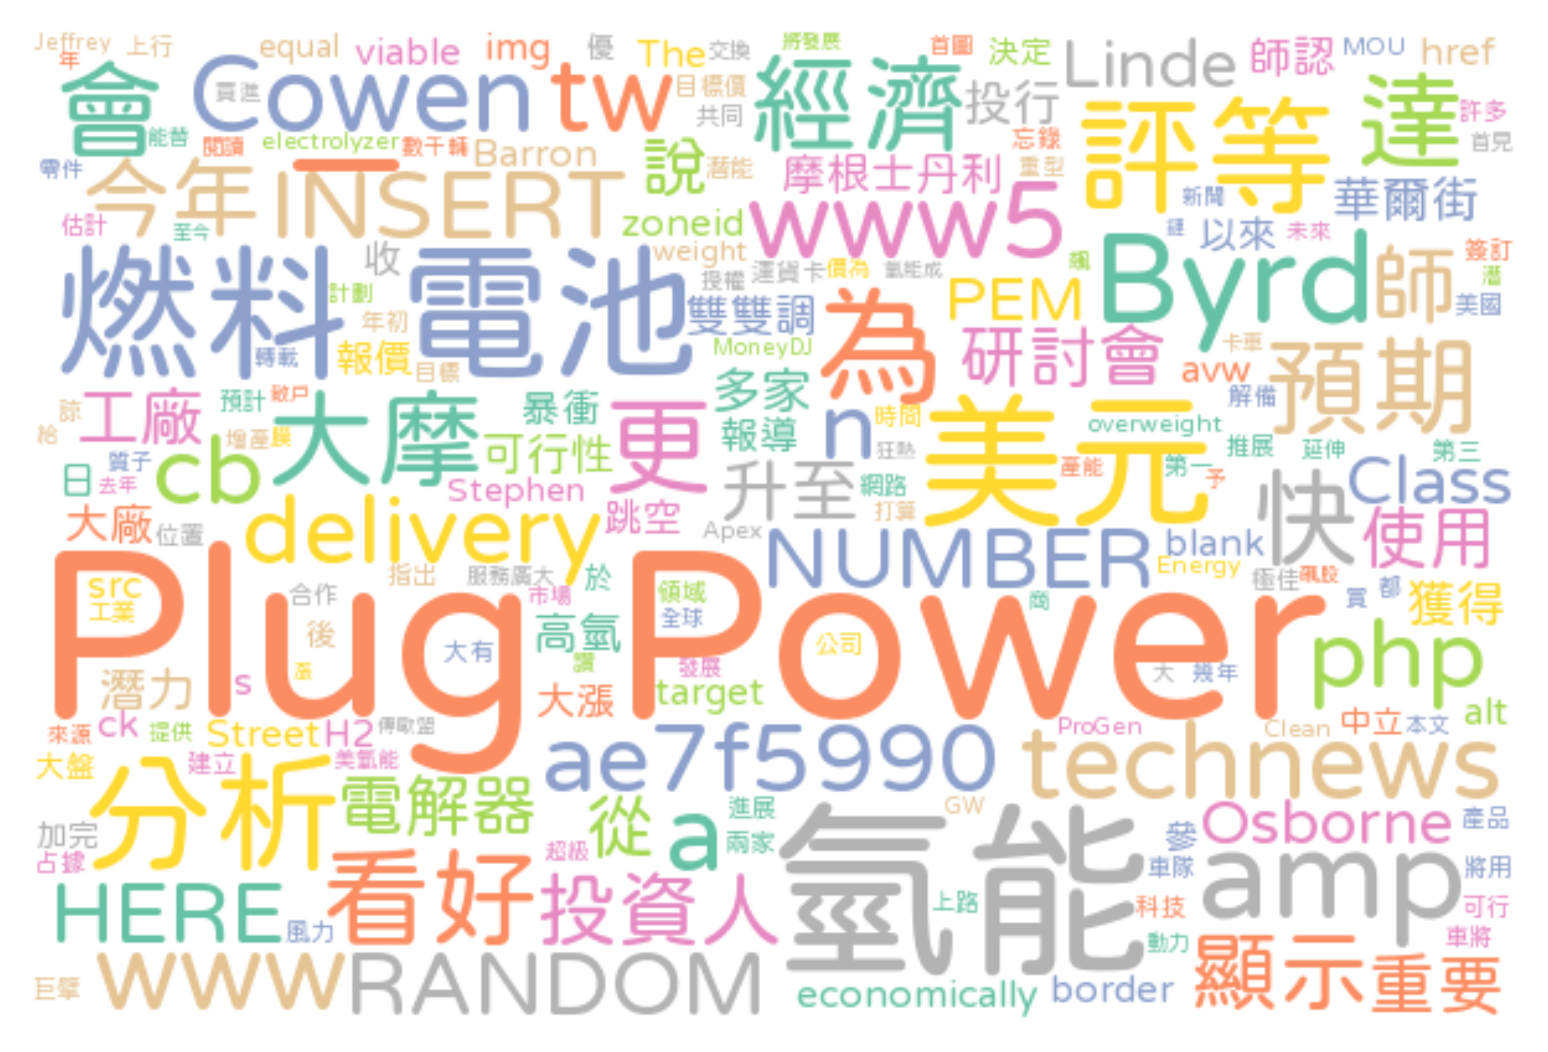 Jeffrey 上行 equal viable img 優 The 交換 將發展 首圖 決定 Linde 師認 MOU href
年 會 Cowen 買進 tw 目標價 共同 經濟 投行 評等 達 許多 首見
能替 閱讀 electrolyzer 數千輛 Barron 說 潛能 摩根士丹利 忘錄 重型
零件 今年 _ INSERT zoneid www5 新聞 華爾街
估計 至今 weight 鏈 以來 未來 簽訂
燃料電池 收 授權 運貨卡 價為 氫能成 飆 Byrd 師 潛
計劃 年初 雙雙調 為 PEM 美國
轉載 報價 目標 MoneyDJ 研討會 卡車 預期
諒 工廠 預計 散戶 大摩 暴衝 更 多家 avw 解備
給 增產 膜 可行性 報導 n 時間 狂熱 美元 overweight 推展 延伸 第三
日 質子 去年 cb Stephen 升至 網路 產能 第一 予 快 Class
大廠 位置 delivery 跳空 Apex 打算 NUMBER blank 使用
src 工業 指出 服務廣大 於 市場 領域 Energy 極佳 飆股 買 都 獲得
合作 後 Plug Power 高氫 全球 公司 商
潛力 s 漲 大有 讚 發展 大 幾年 php
大漲 target
來源 ck 提供 Street H2 傳歐盟 ProGen Clean 中立 本文 alt
大盤 建立 美氫能 ae7f5990 technews
分析 電解器 從 a 進展 兩家 GW 參 Osborne 產品
加完 占據 超級 氫能 車隊 amp 將用
HERE 風力 看好 投資人 上路 科技 可行
動力 車將
巨擘 www RANDOM economically border 顯示 重要